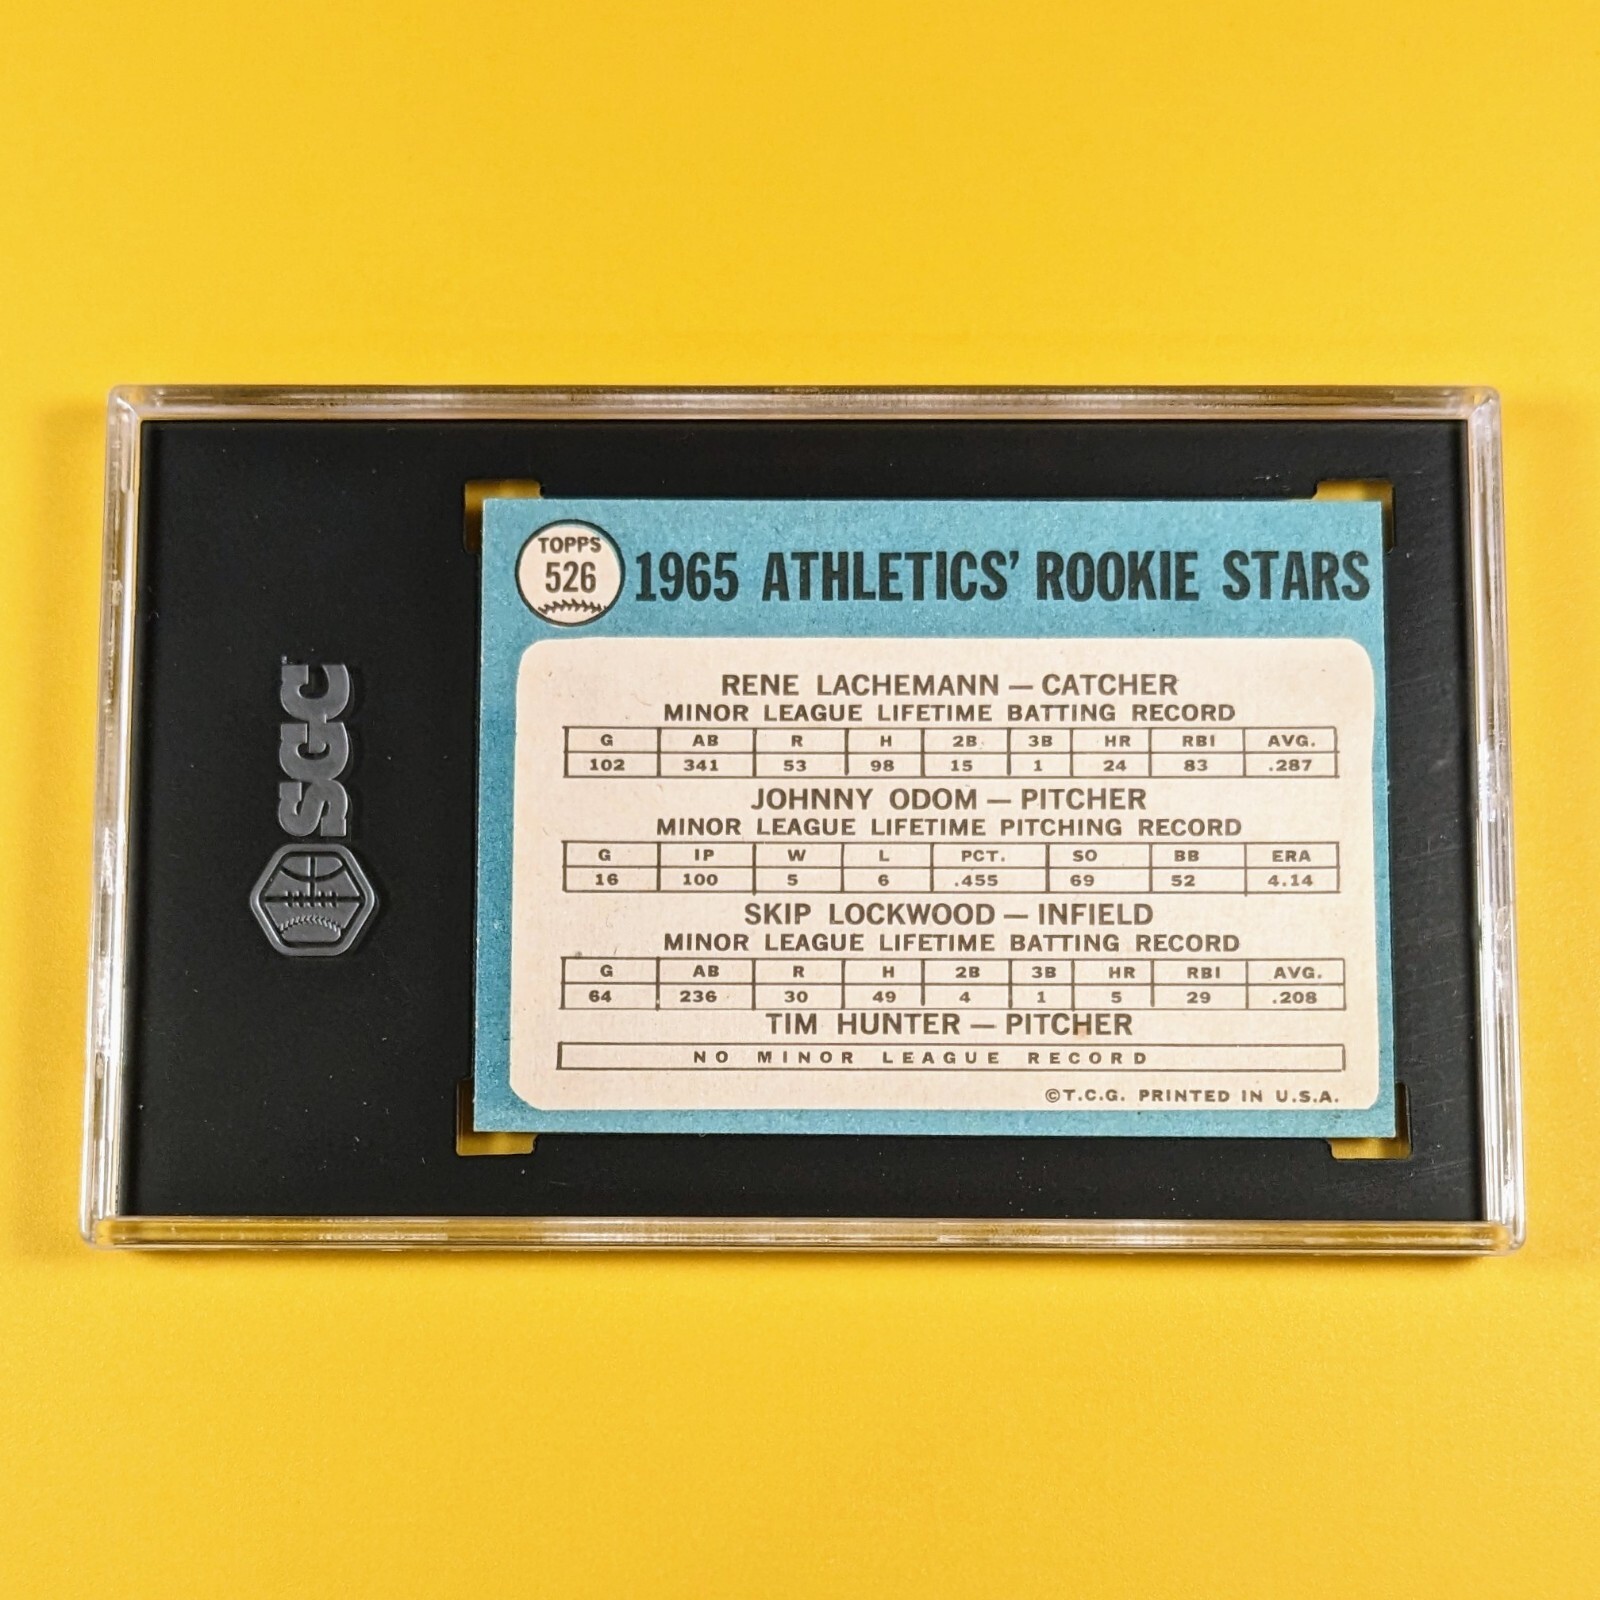 SGC
TOPPS
526
1965 ATHLETICS' ROOKIE STARS
RENE LACHEMANN — CATCHER
MINOR LEAGUE LIFETIME BATTING RECORD
G AB R H 2B 3B HR RBI AVG.
102 341 53 98 15 1 24 83 .287
JOHNNY ODOM — PITCHER
MINOR LEAGUE LIFETIME PITCHING RECORD
G IP W L PCT. SO BB ERA
16 100 5 6 .455 69 52 4.14
SKIP LOCKWOOD — INFIELD
MINOR LEAGUE LIFETIME BATTING RECORD
G AB R H 2B 3B HR RBI AVG.
64 236 30 49 4 1 5 29 .208
TIM HUNTER — PITCHER
NO MINOR LEAGUE RECORD
©T.C.G. PRINTED IN U.S.A.